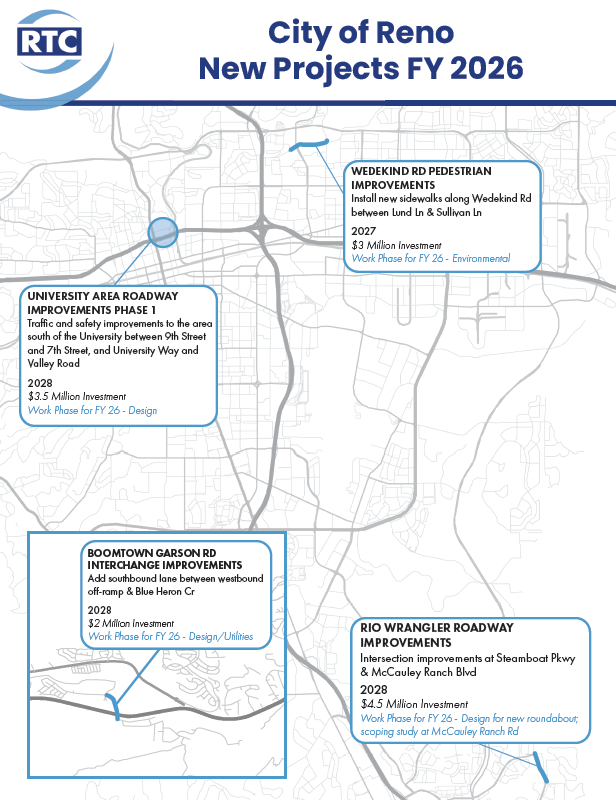 RTC
City of Reno
New Projects FY 2026
WEDEKIND RD PEDESTRIAN
IMPROVEMENTS
Install new sidewalks along Wedekind Rd
between Lund Ln & Sullivan Ln
2027
$3 Million Investment
Work Phase for FY 26 - Environmental
UNIVERSITY AREA ROADWAY
IMPROVEMENTS PHASE 1
Traffic and safety improvements to the area
south of the University between 9th Street
and 7th Street, and University Way and
Valley Road
2028
$3.5 Million Investment
Work Phase for FY 26 - Design
BOOMTOWN GARSON RD
INTERCHANGE IMPROVEMENTS
Add southbound lane between westbound
off-ramp & Blue Heron Cr
2028
$2 Million Investment
Work Phase for FY 26 - Design/Utilities
RIO WRANGLER ROADWAY
IMPROVEMENTS
Intersection improvements at Steamboat Pkwy
& McCauley Ranch Blvd
2028
$4.5 Million Investment
Work Phase for FY 26 - Design for new roundabout;
scoping study at McCauley Ranch Rd